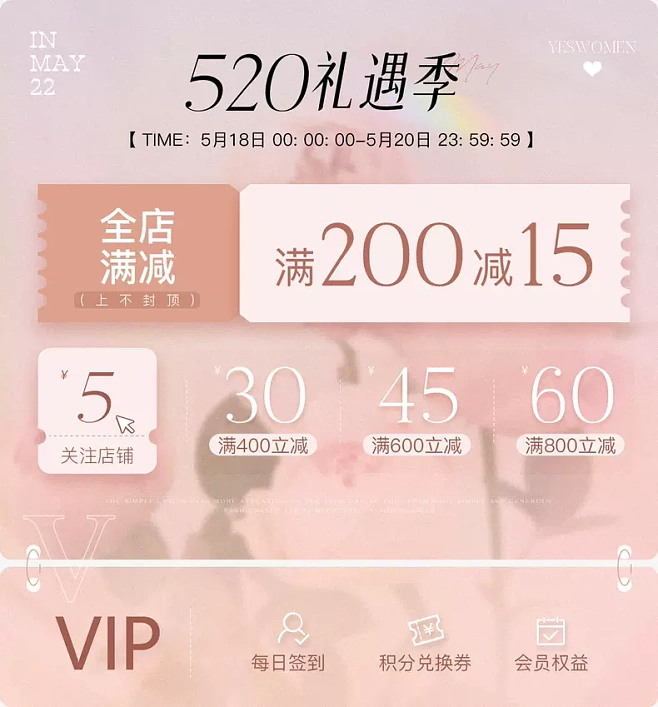 IN
MAY
22
YESWOMEN
520礼遇季
May
【 TIME：5月18日 00: 00: 00-5月20日 23: 59: 59 】
全店
满减
( 上 不 封 顶 )
满200减15
¥5
关注店铺
¥30
满400立减
¥45
满600立减
¥60
满800立减
V
VIP
每日签到
¥
积分兑换券
会员权益